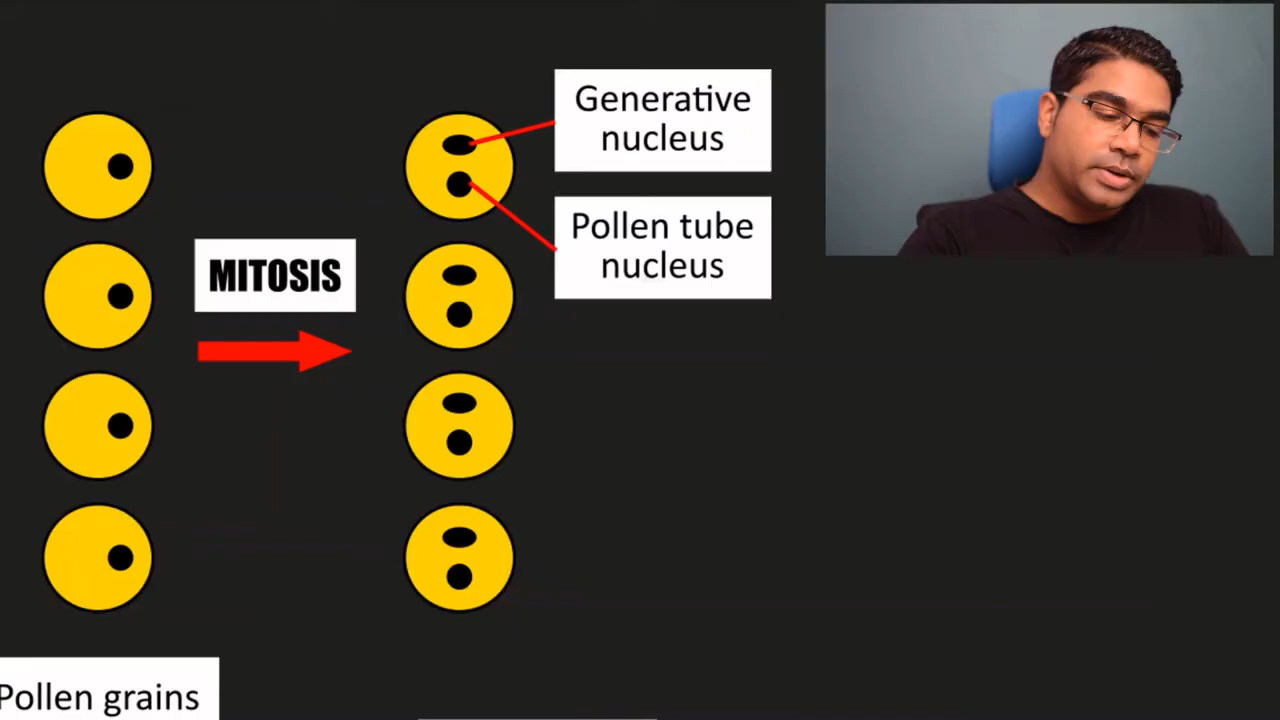 Generative
nucleus
Pollen tube
nucleus
MITOSIS
Pollen grains